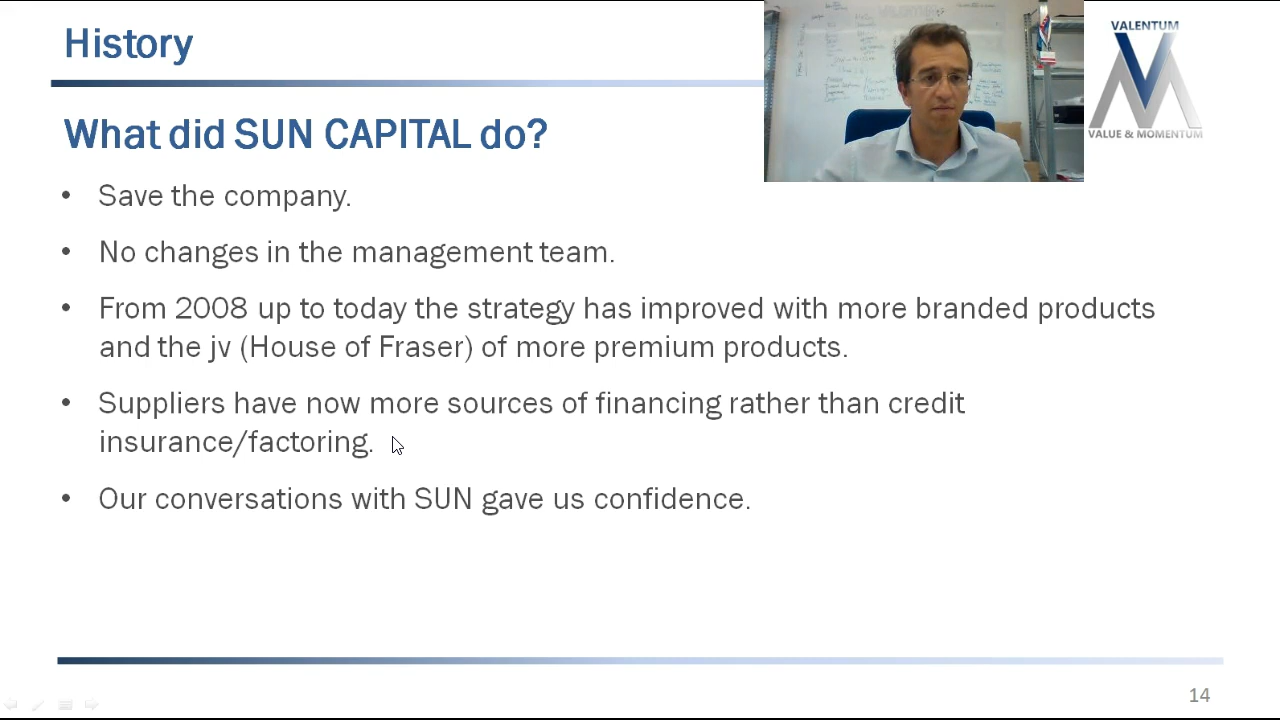 History
VALENTUM
VALUE & MOMENTUM
What did SUN CAPITAL do?
• Save the company.
• No changes in the management team.
• From 2008 up to today the strategy has improved with more branded products
and the jv (House of Fraser) of more premium products.
• Suppliers have now more sources of financing rather than credit
insurance/factoring.
• Our conversations with SUN gave us confidence.
14